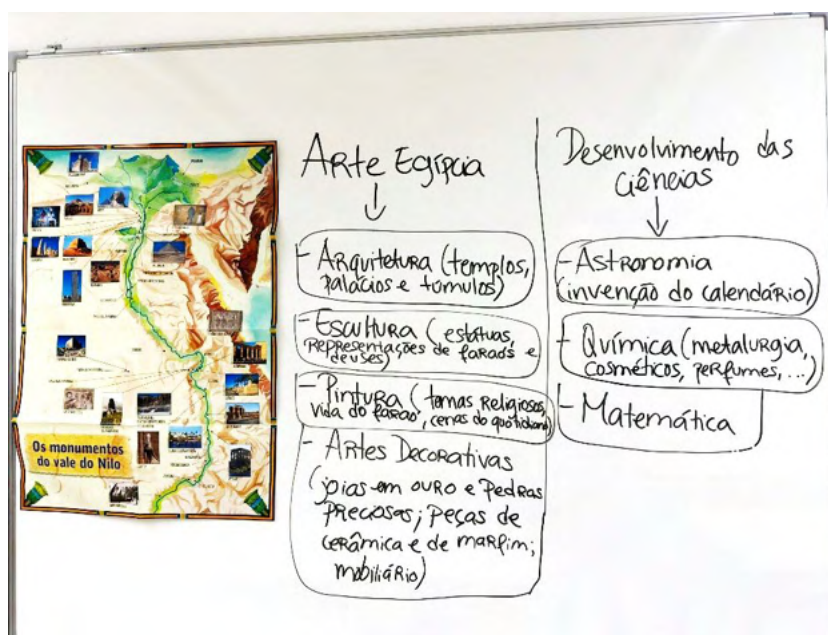 Os monumentos
do vale do Nilo
Arte Egípcia
- Arquitetura (templos,
palácios e túmulos)
- Escultura (estátuas,
representações de faraós e
deuses)
- Pintura (temas religiosos,
vida do faraó, cenas do quotidiano)
- Artes Decorativas
(joias em ouro e pedras
preciosas; peças de
cerâmica e de marfim;
mobiliário)
Desenvolvimento das
Ciências
- Astronomia
(invenção do calendário)
- Química (metalurgia,
cosméticos, perfumes, ...)
- Matemática